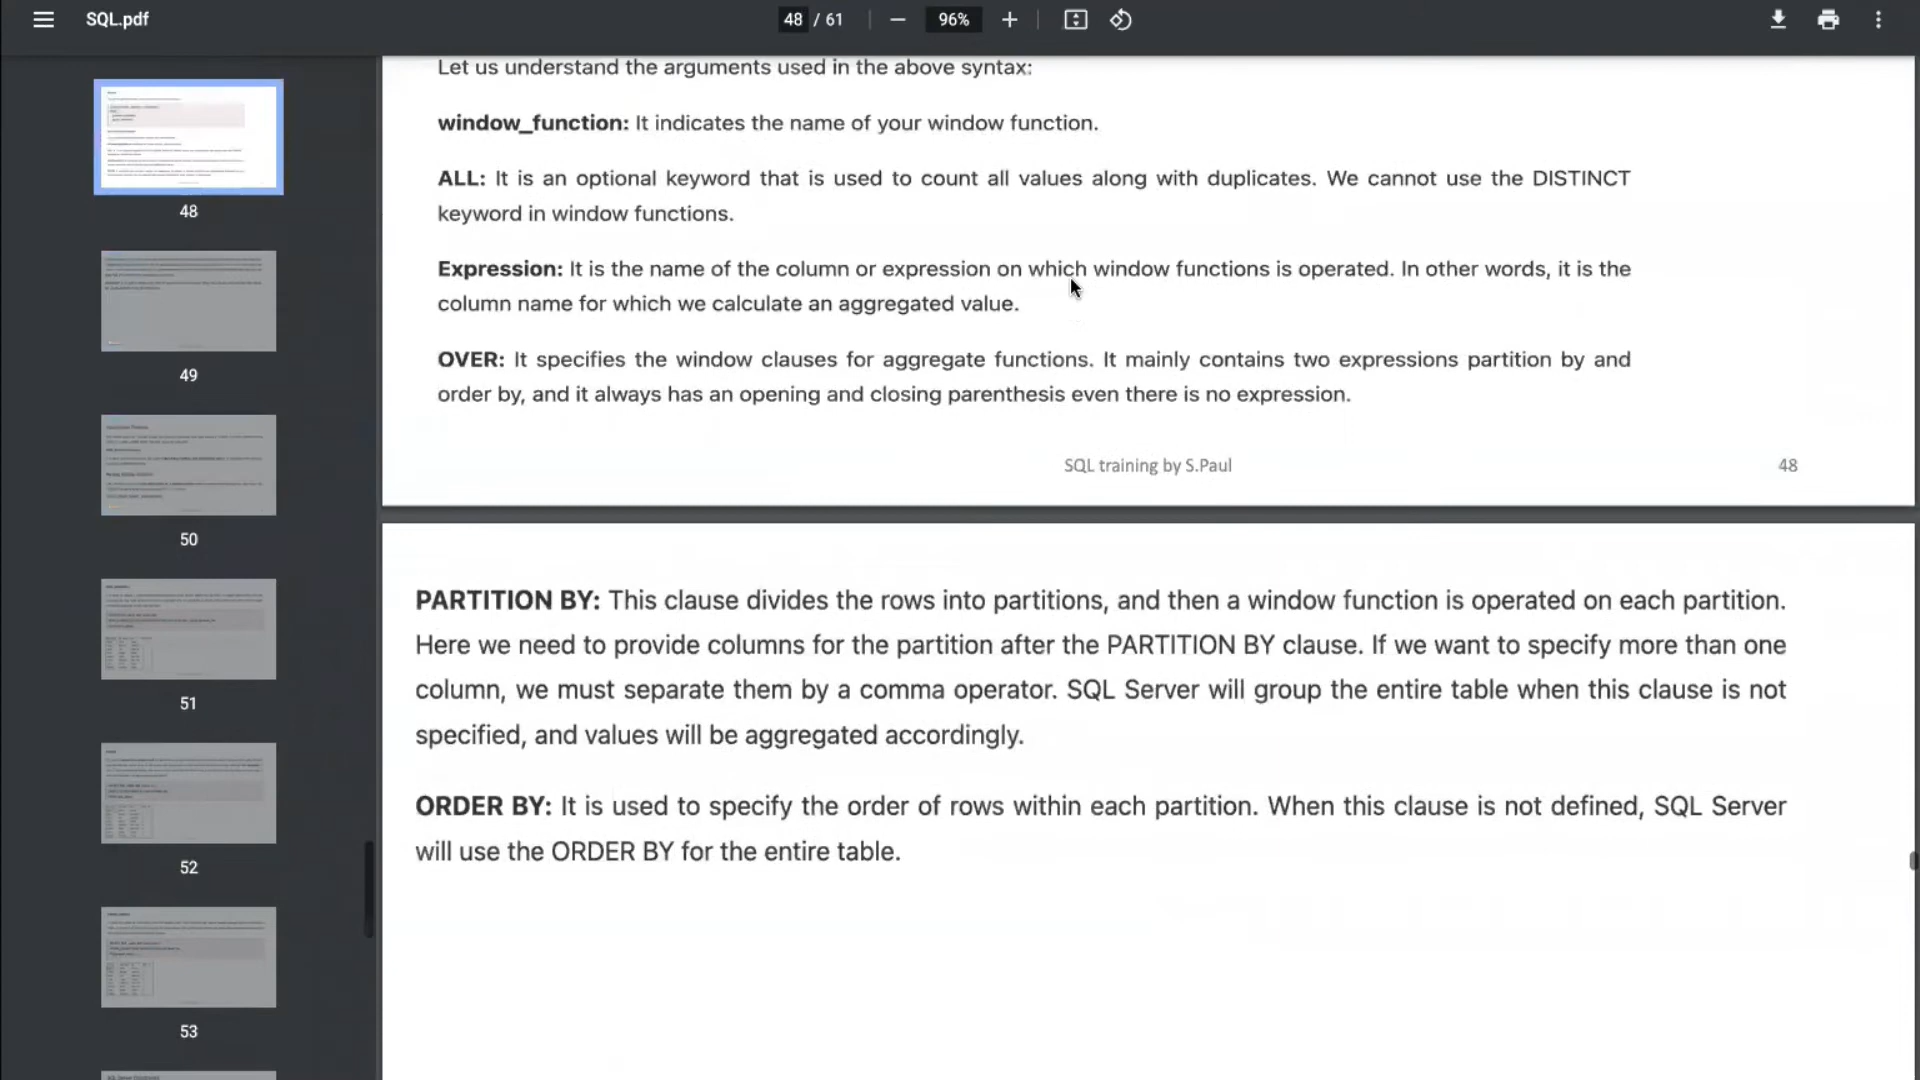 SQL.pdf
48 / 61
96%
48
49
50
51
52
53
Let us understand the arguments used in the above syntax:
window_function: It indicates the name of your window function.
ALL: It is an optional keyword that is used to count all values along with duplicates. We cannot use the DISTINCT
keyword in window functions.
Expression: It is the name of the column or expression on which window functions is operated. In other words, it is the
column name for which we calculate an aggregated value.
OVER: It specifies the window clauses for aggregate functions. It mainly contains two expressions partition by and
order by, and it always has an opening and closing parenthesis even there is no expression.
SQL training by S.Paul
48
PARTITION BY: This clause divides the rows into partitions, and then a window function is operated on each partition.
Here we need to provide columns for the partition after the PARTITION BY clause. If we want to specify more than one
column, we must separate them by a comma operator. SQL Server will group the entire table when this clause is not
specified, and values will be aggregated accordingly.
ORDER BY: It is used to specify the order of rows within each partition. When this clause is not defined, SQL Server
will use the ORDER BY for the entire table.